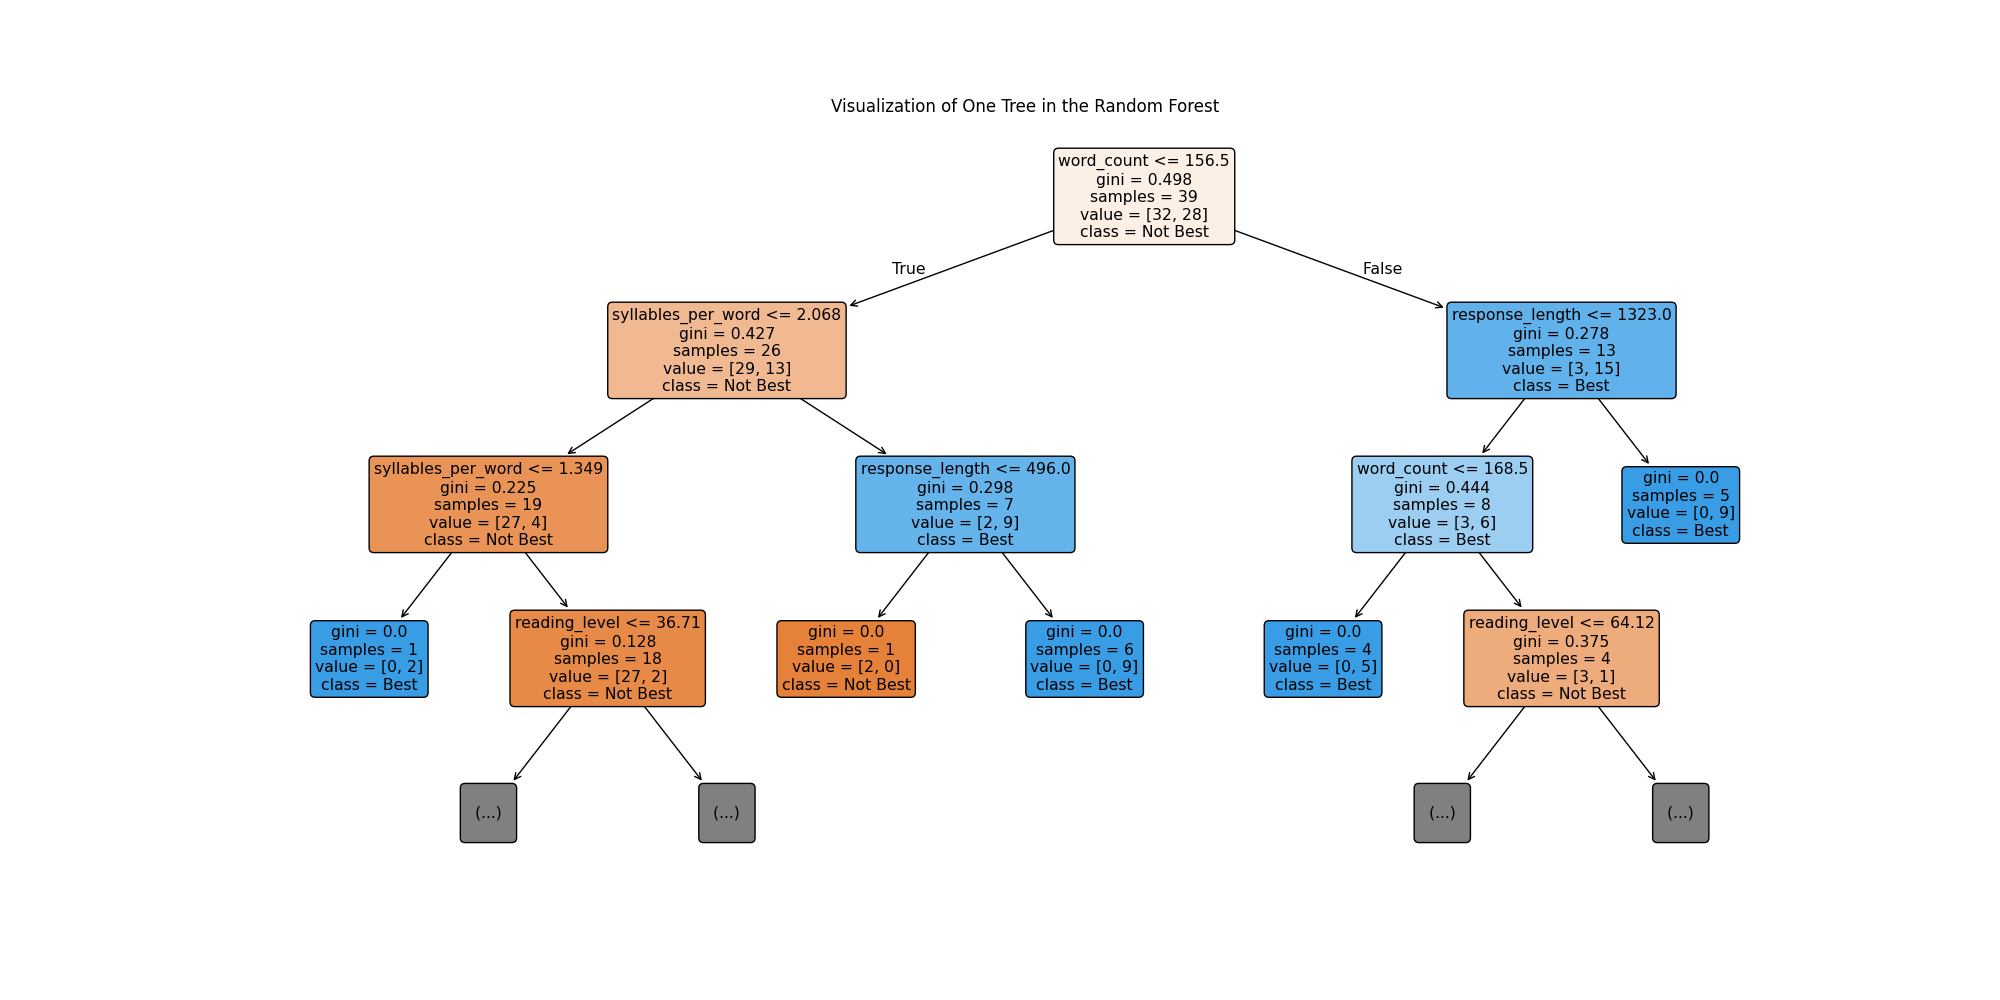 Visualization of One Tree in the Random Forest
word_count <= 156.5
gini = 0.498
samples = 39
value = [32, 28]
class = Not Best
True
False
syllables_per_word <= 2.068
gini = 0.427
samples = 26
value = [29, 13]
class = Not Best
response_length <= 1323.0
gini = 0.278
samples = 13
value = [3, 15]
class = Best
syllables_per_word <= 1.349
gini = 0.225
samples = 19
value = [27, 4]
class = Not Best
response_length <= 496.0
gini = 0.298
samples = 7
value = [2, 9]
class = Best
word_count <= 168.5
gini = 0.444
samples = 8
value = [3, 6]
class = Best
gini = 0.0
samples = 5
value = [0, 9]
class = Best
gini = 0.0
samples = 1
value = [0, 2]
class = Best
reading_level <= 36.71
gini = 0.128
samples = 18
value = [27, 2]
class = Not Best
gini = 0.0
samples = 1
value = [2, 0]
class = Not Best
gini = 0.0
samples = 6
value = [0, 9]
class = Best
gini = 0.0
samples = 4
value = [0, 5]
class = Best
reading_level <= 64.12
gini = 0.375
samples = 4
value = [3, 1]
class = Not Best
(...)
(...)
(...)
(...)